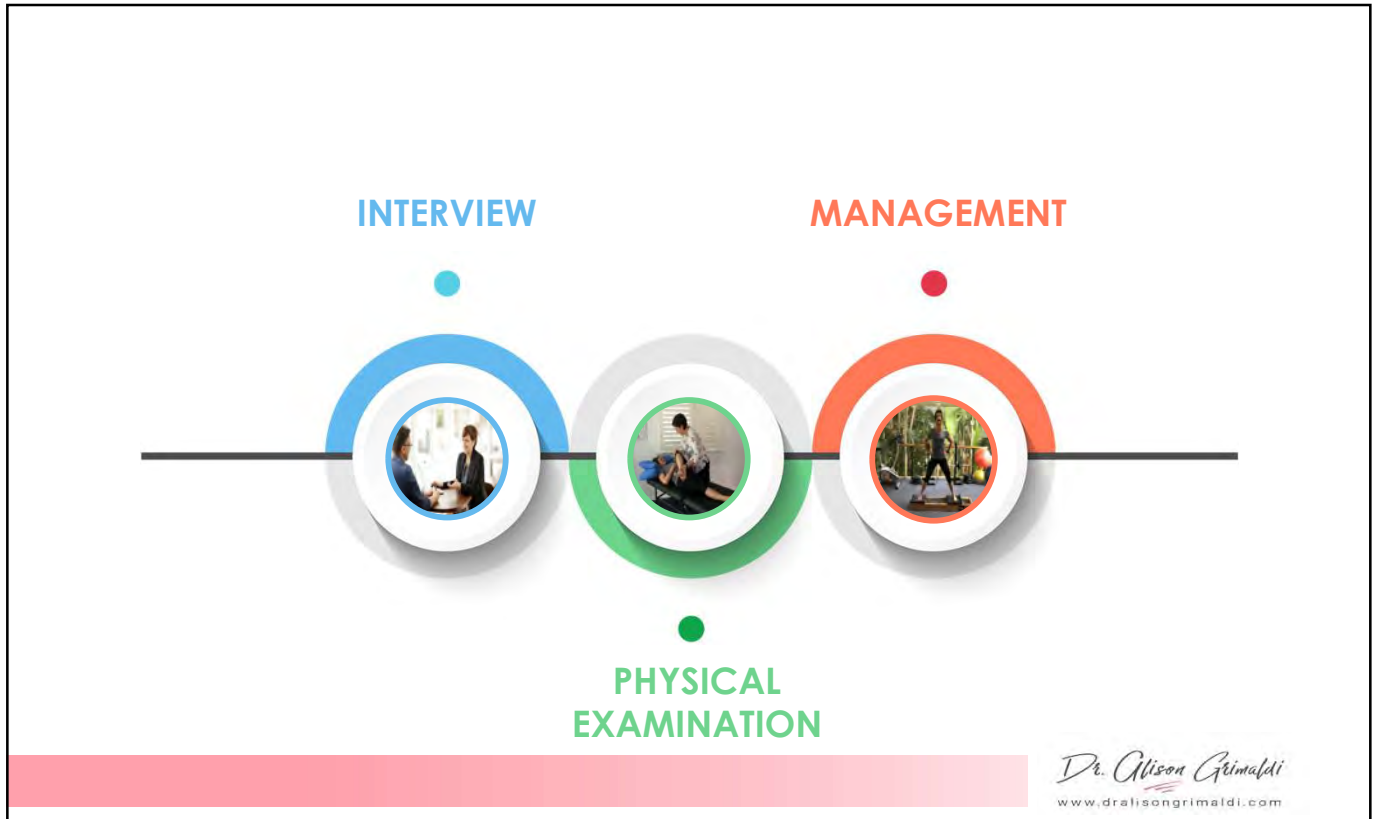 INTERVIEW
MANAGEMENT
PHYSICAL
EXAMINATION
Dr. Alison Grimaldi
www.dralisongrimaldi.com